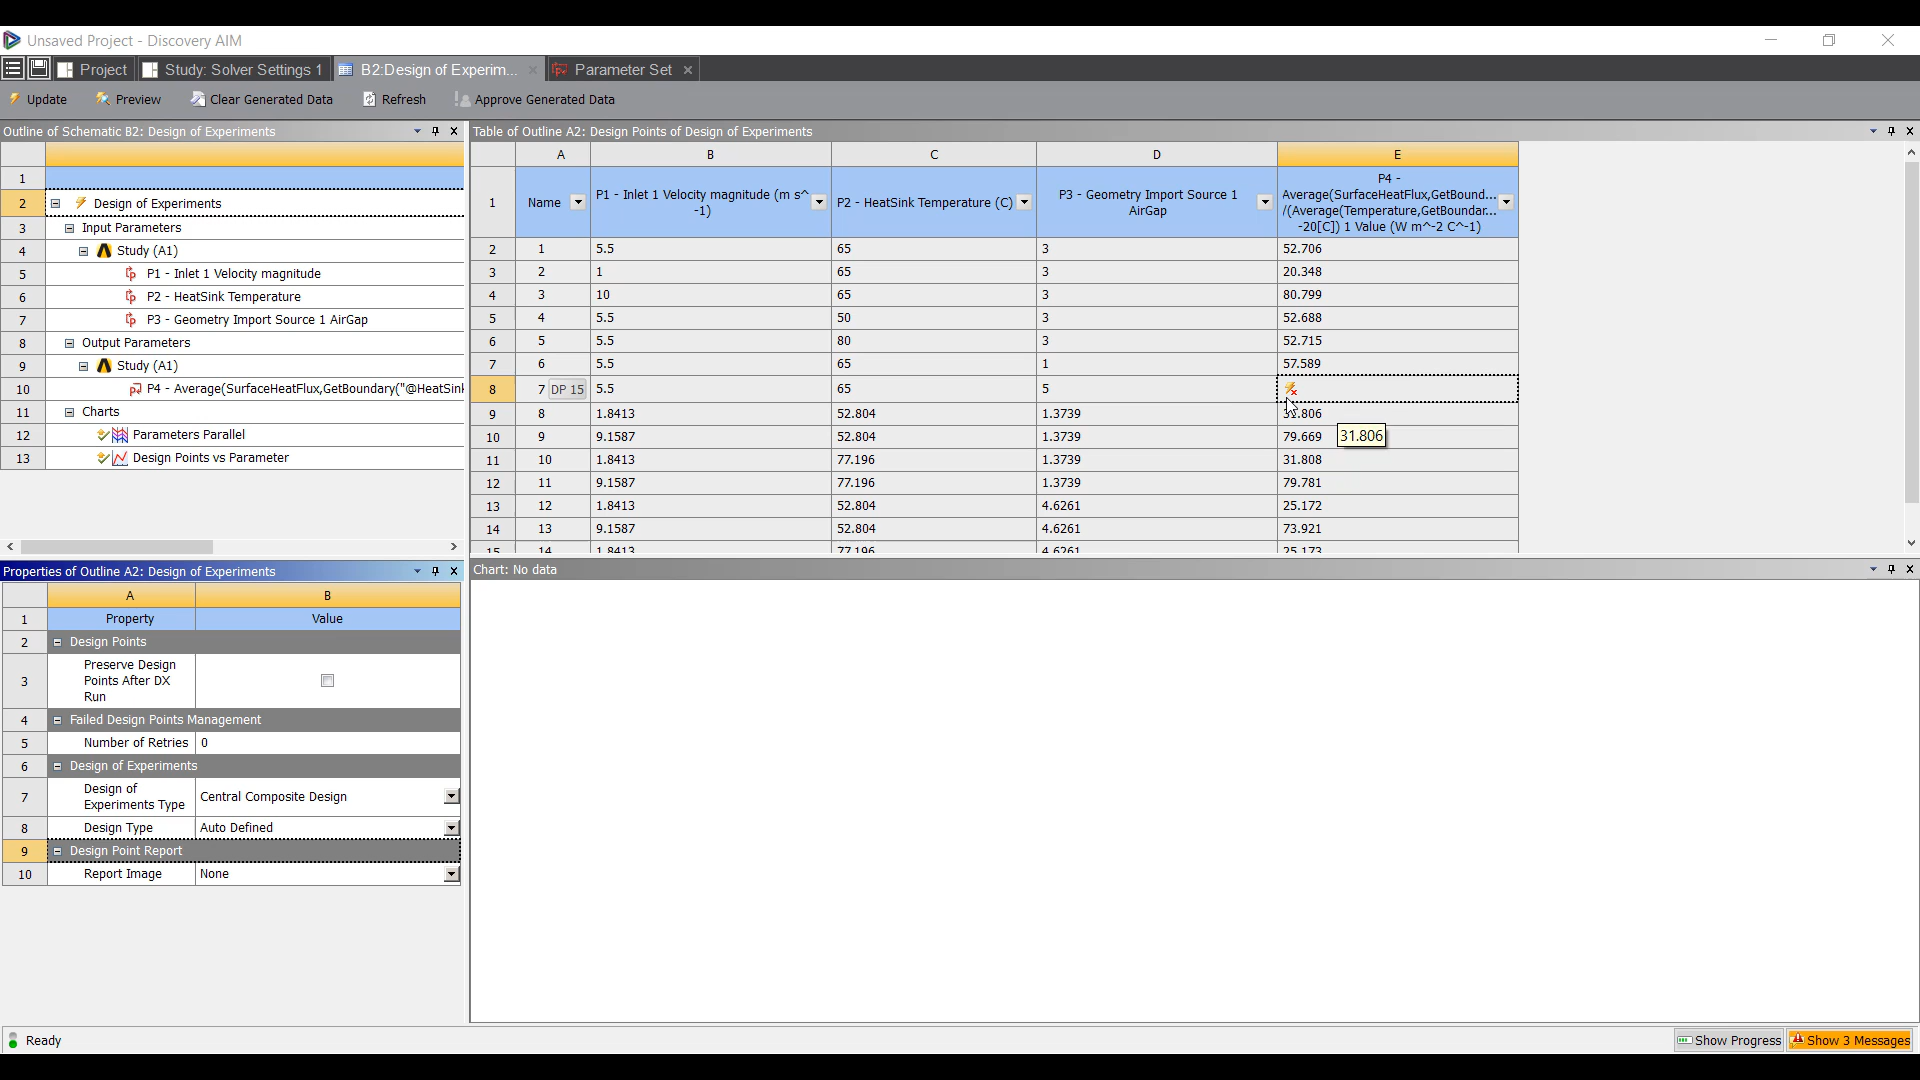 Unsaved Project - Discovery AIM
Project
Study: Solver Settings 1
B2:Design of Experim...
Parameter Set
Update
Preview
Clear Generated Data
Refresh
Approve Generated Data
Outline of Schematic B2: Design of Experiments
1
2 Design of Experiments
3 Input Parameters
4 Study (A1)
5 P1 - Inlet 1 Velocity magnitude
6 P2 - HeatSink Temperature
7 P3 - Geometry Import Source 1 AirGap
8 Output Parameters
9 Study (A1)
10 P4 - Average(SurfaceHeatFlux,GetBoundary("@HeatSink
11 Charts
12 Parameters Parallel
13 Design Points vs Parameter
Table of Outline A2: Design Points of Design of Experiments
A B C D E
1 Name
P1 - Inlet 1 Velocity magnitude (m s^
-1)
P2 - HeatSink Temperature (C)
P3 - Geometry Import Source 1
AirGap
P4 -
Average(SurfaceHeatFlux,GetBound...
/(Average(Temperature,GetBoundar...
-20[C]) 1 Value (W m^-2 C^-1)
2 1 5.5 65 3 52.706
3 2 1 65 3 20.348
4 3 10 65 3 80.799
5 4 5.5 50 3 52.688
6 5 5.5 80 3 52.715
7 6 5.5 65 1 57.589
8 7 DP 15 5.5 65 5
9 8 1.8413 52.804 1.3739 31.806
10 9 9.1587 52.804 1.3739 79.669
31.806
11 10 1.8413 77.196 1.3739 31.808
12 11 9.1587 77.196 1.3739 79.781
13 12 1.8413 52.804 4.6261 25.172
14 13 9.1587 52.804 4.6261 73.921
15 14 1.8413 77.196 4.6261 25.173
Properties of Outline A2: Design of Experiments
A B
1 Property Value
2 Design Points
3 Preserve Design
Points After DX
Run
4 Failed Design Points Management
5 Number of Retries 0
6 Design of Experiments
7 Design of
Experiments Type Central Composite Design
8 Design Type Auto Defined
9 Design Point Report
10 Report Image None
Chart: No data
Ready
Show Progress
Show 3 Messages